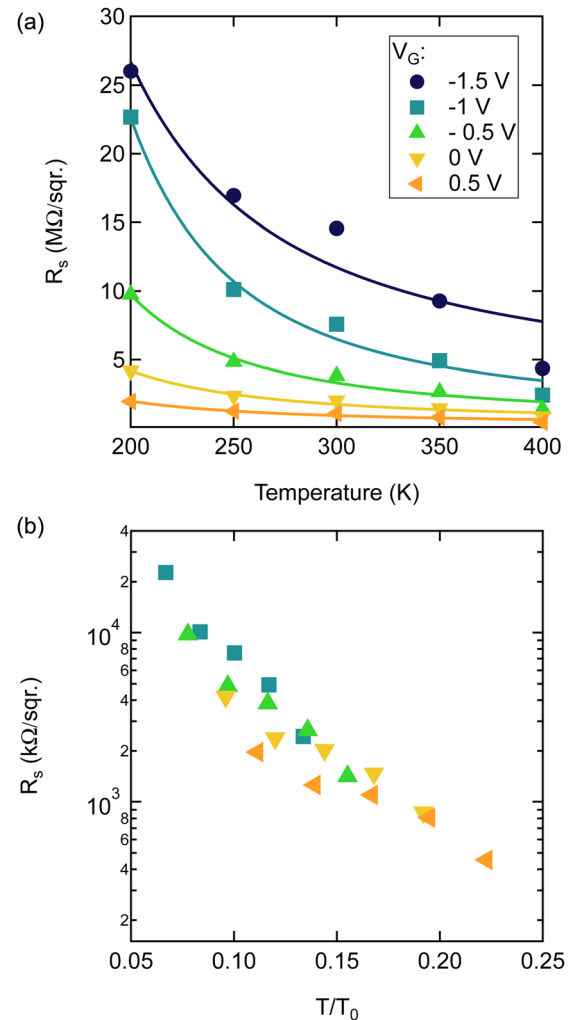 (a)
30
25
20
15
10
5
R_s (MΩ/sqr.)
V_G:
-1.5 V
-1 V
- 0.5 V
0 V
0.5 V
200 250 300 350 400
Temperature (K)
(b)
4
2
10^4
8
6
4
2
10^3
8
6
4
2
R_s (kΩ/sqr.)
0.05 0.10 0.15 0.20 0.25
T/T_0